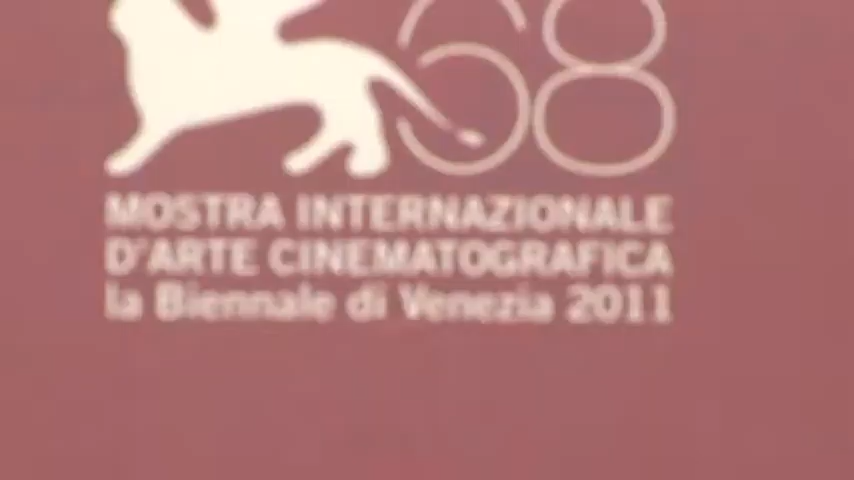 68
MOSTRA INTERNAZIONALE
D'ARTE CINEMATOGRAFICA
la Biennale di Venezia 2011